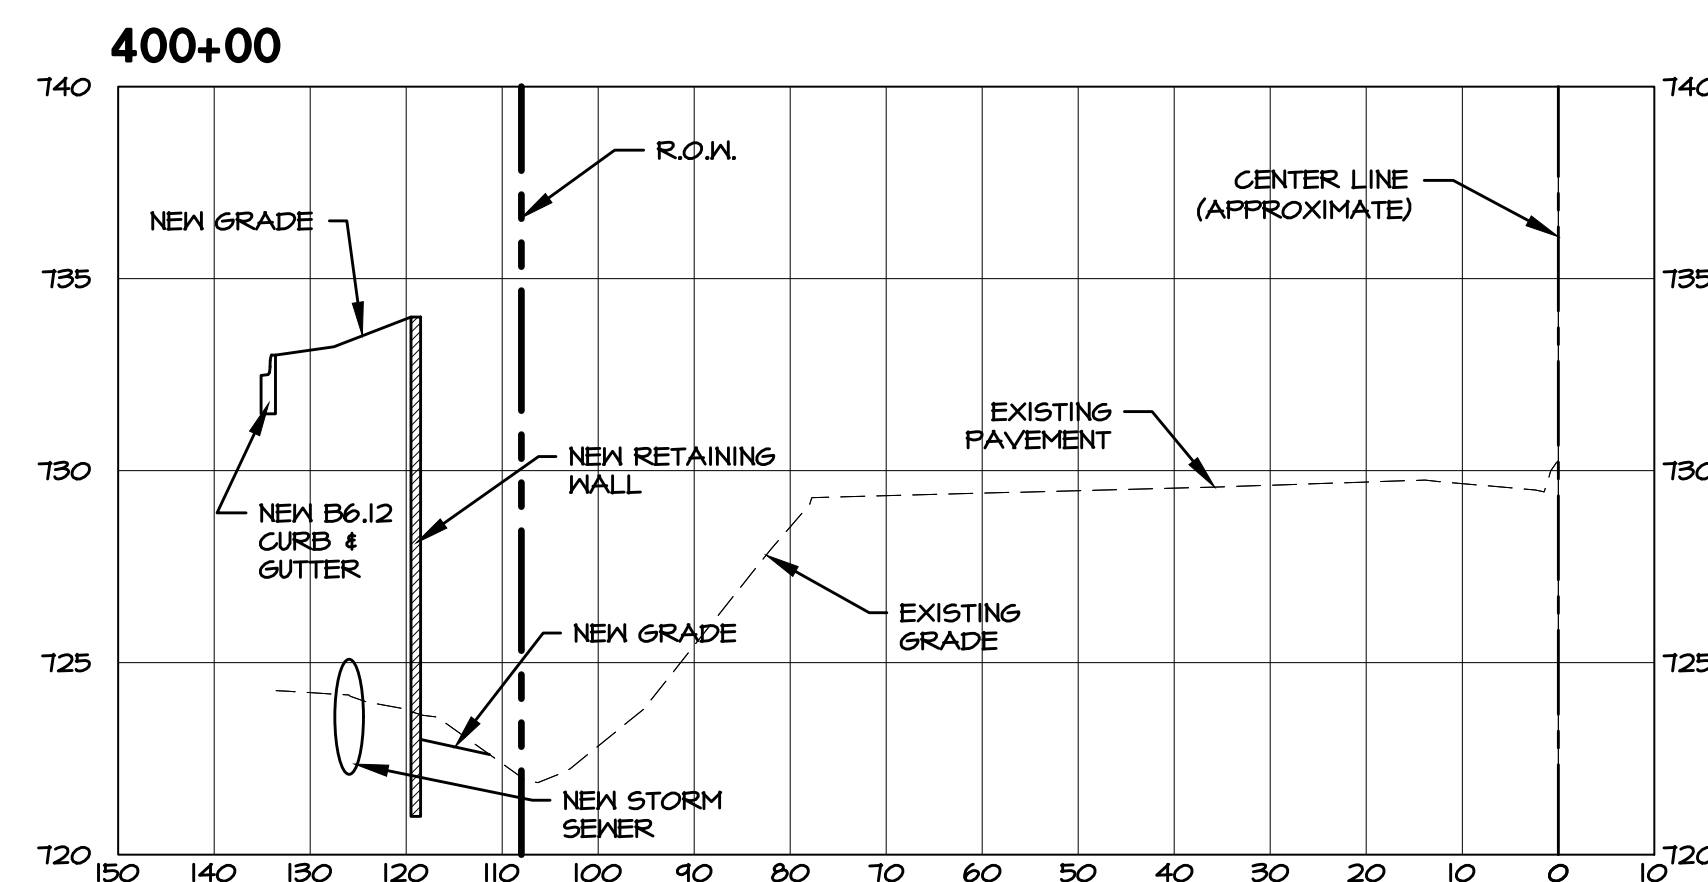 400+00
740
740
R.O.W.
CENTER LINE
(APPROXIMATE)
NEW GRADE
735
735
EXISTING
PAVEMENT
NEW RETAINING
WALL
730
730
NEW B6.12
CURB &
GUTTER
EXISTING
GRADE
NEW GRADE
725
725
NEW STORM
SEWER
720
720
150 140 130 120 110 100 90 80 70 60 50 40 30 20 10 0 10